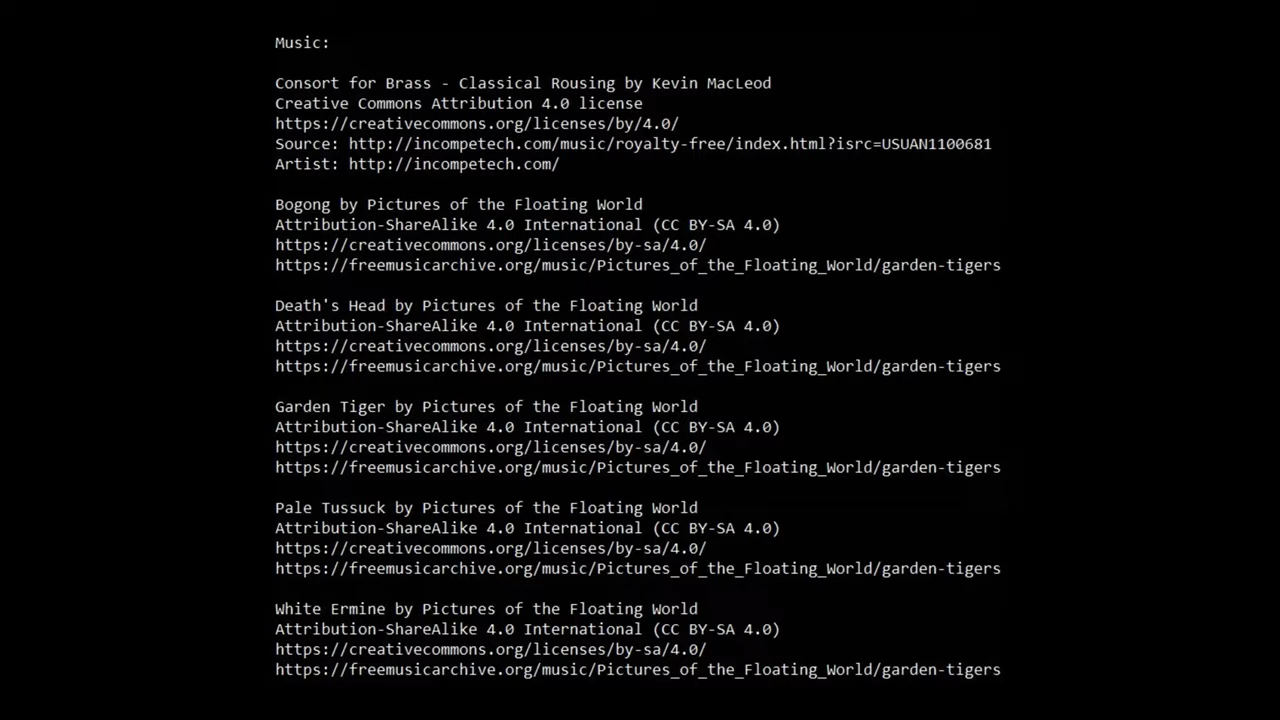 Music:
Consort for Brass - Classical Rousing by Kevin MacLeod
Creative Commons Attribution 4.0 license
https://creativecommons.org/licenses/by/4.0/
Source: http://incompetech.com/music/royalty-free/index.html?isrc=USUAN1100681
Artist: http://incompetech.com/
Bogong by Pictures of the Floating World
Attribution-ShareAlike 4.0 International (CC BY-SA 4.0)
https://creativecommons.org/licenses/by-sa/4.0/
https://freemusicarchive.org/music/Pictures_of_the_Floating_World/garden-tigers
Death's Head by Pictures of the Floating World
Attribution-ShareAlike 4.0 International (CC BY-SA 4.0)
https://creativecommons.org/licenses/by-sa/4.0/
https://freemusicarchive.org/music/Pictures_of_the_Floating_World/garden-tigers
Garden Tiger by Pictures of the Floating World
Attribution-ShareAlike 4.0 International (CC BY-SA 4.0)
https://creativecommons.org/licenses/by-sa/4.0/
https://freemusicarchive.org/music/Pictures_of_the_Floating_World/garden-tigers
Pale Tussuck by Pictures of the Floating World
Attribution-ShareAlike 4.0 International (CC BY-SA 4.0)
https://creativecommons.org/licenses/by-sa/4.0/
https://freemusicarchive.org/music/Pictures_of_the_Floating_World/garden-tigers
White Ermine by Pictures of the Floating World
Attribution-ShareAlike 4.0 International (CC BY-SA 4.0)
https://creativecommons.org/licenses/by-sa/4.0/
https://freemusicarchive.org/music/Pictures_of_the_Floating_World/garden-tigers